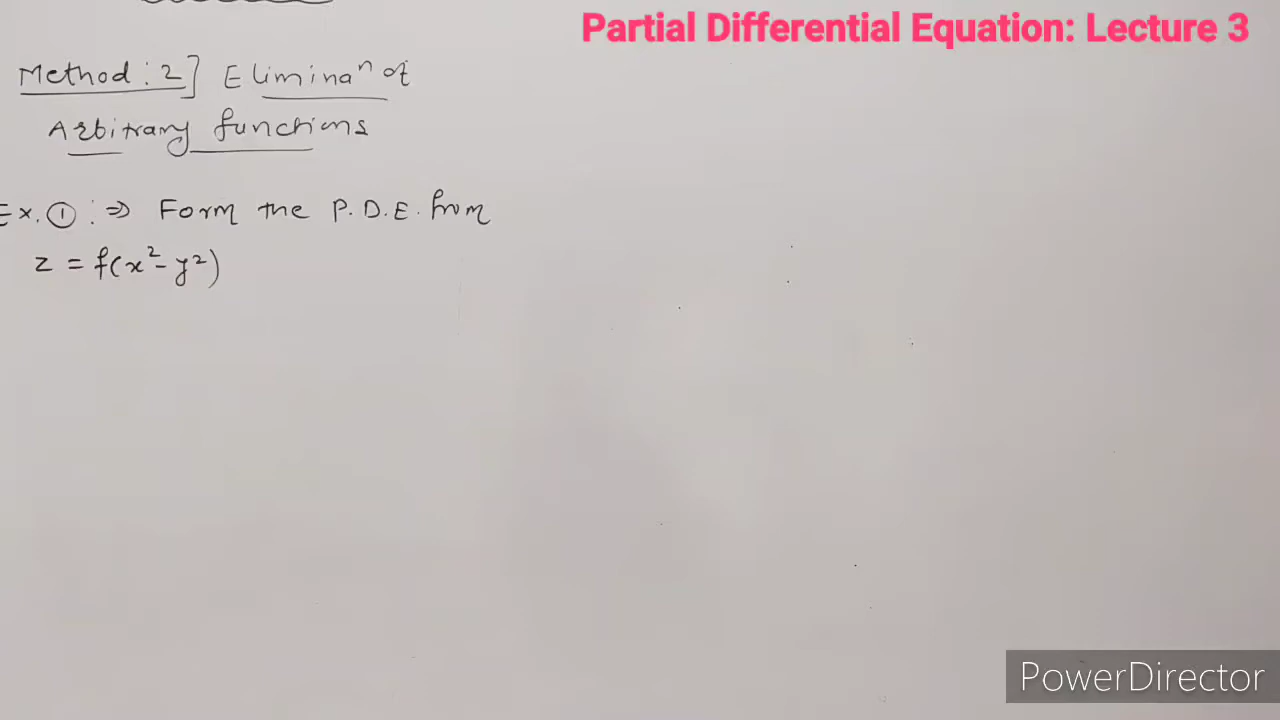 Partial Differential Equation: Lecture 3
Method : 2] Eliminaⁿ of
Arbitrary functions
Ex. ① : ⇒ Form the P.D.E. from
z = f(x² - y²)
PowerDirector